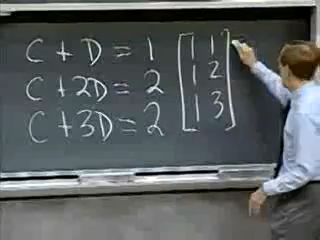 C + D = 1 [ 1 1
C + 2D = 2 1 2
C + 3D = 2 1 3 ]